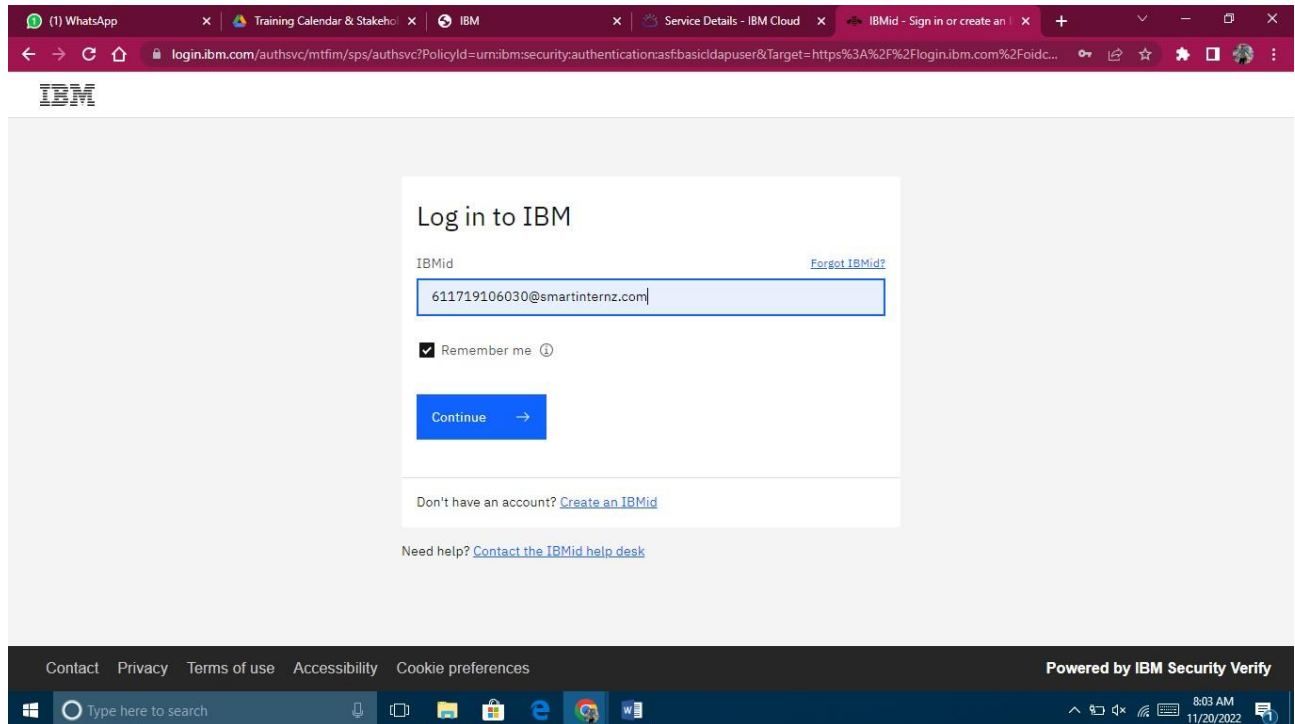 (1) WhatsApp
Training Calendar & Stakehol
IBM
Service Details - IBM Cloud
IBMid - Sign in or create an I
login.ibm.com/authsvc/mtfim/sps/authsvc?PolicyId=urn:ibm:security:authentication:asf:basicldapuser&Target=https%3A%2F%2Flogin.ibm.com%2Foidc...
IBM
Log in to IBM
IBMid Forgot IBMid?
611719106030@smartinternz.com
Remember me
Continue
Don't have an account? Create an IBMid
Need help? Contact the IBMid help desk
Contact Privacy Terms of use Accessibility Cookie preferences Powered by IBM Security Verify
Type here to search
8:03 AM
11/20/2022